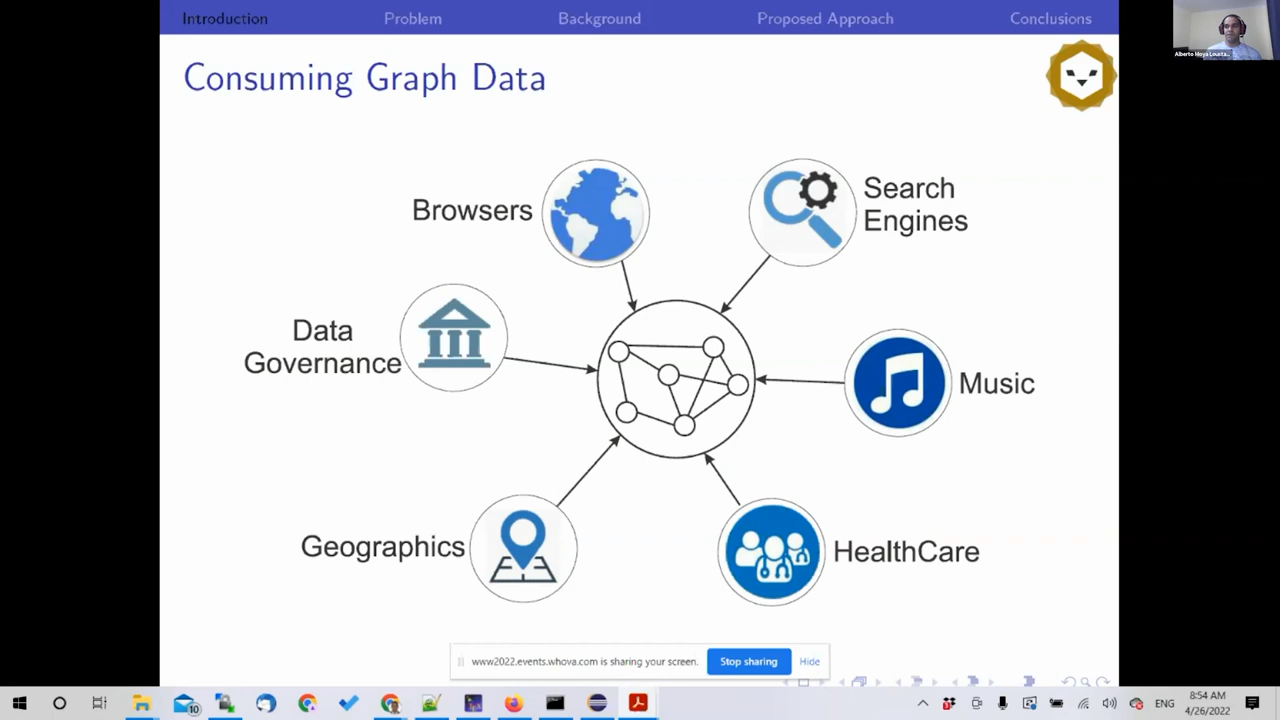 Introduction Problem Background Proposed Approach Conclusions
Consuming Graph Data
Browsers
Search
Engines
Data
Governance
Music
Geographics
HealthCare
www2022.events.whova.com is sharing your screen. Stop sharing Hide
10
ENG
8:54 AM
4/26/2022